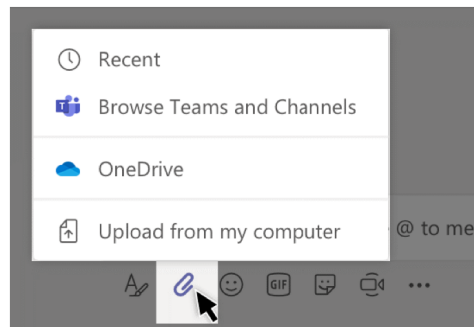 Recent
Browse Teams and Channels
OneDrive
Upload from my computer
@ to me
GIF